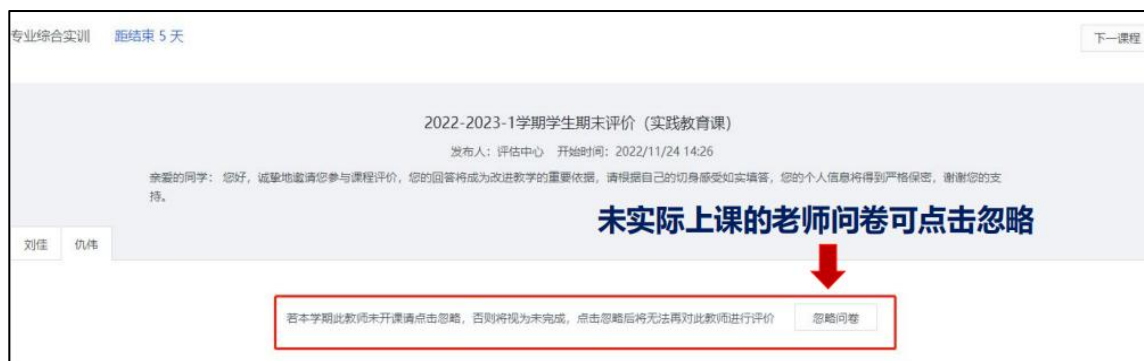 专业综合实训 距结束 5 天 下一课程
2022-2023-1学期学生期末评价（实践教育课）
发布人：评估中心 开始时间：2022/11/24 14:26
亲爱的同学： 您好，诚挚地邀请您参与课程评价，您的回答将成为改进教学的重要依据，请根据自己的切身感受如实填答，您的个人信息将得到严格保密，谢谢您的支
持。
未实际上课的老师问卷可点击忽略
刘佳 仇伟
若本学期此教师未开课请点击忽略，否则将视为未完成，点击忽略后将无法再对此教师进行评价 忽略问卷